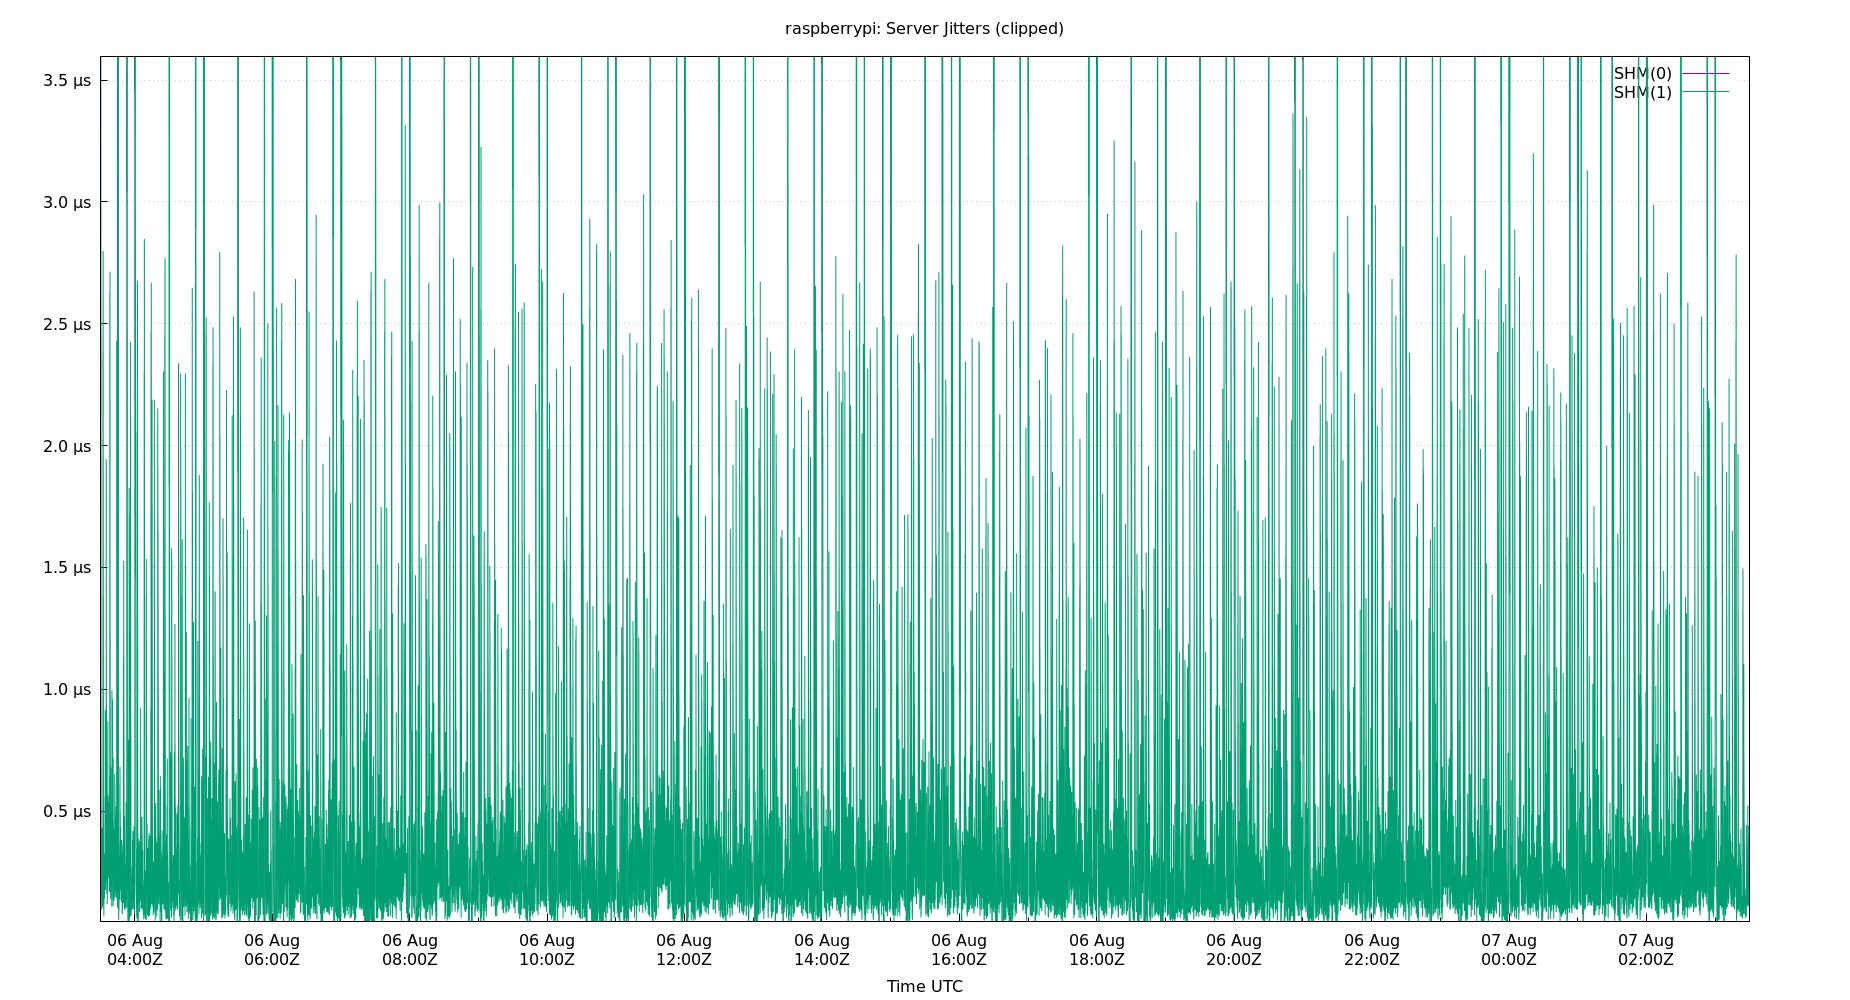 raspberrypi: Server Jitters (clipped)
SHM(0)
SHM(1)
3.5 µs
3.0 µs
2.5 µs
2.0 µs
1.5 µs
1.0 µs
0.5 µs
06 Aug 06 Aug 06 Aug 06 Aug 06 Aug 06 Aug 06 Aug 06 Aug 06 Aug 06 Aug 07 Aug 07 Aug
04:00Z 06:00Z 08:00Z 10:00Z 12:00Z 14:00Z 16:00Z 18:00Z 20:00Z 22:00Z 00:00Z 02:00Z
Time UTC